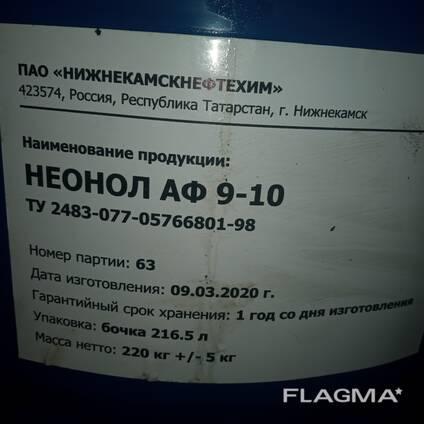 ПАО «НИЖНЕКАМСКНЕФТЕХИМ»
423574, Россия, Республика Татарстан, г. Нижнекамск
Наименование продукции:
НЕОНОЛ АФ 9-10
ТУ 2483-077-05766801-98
Номер партии: 63
Дата изготовления: 09.03.2020 г.
Гарантийный срок хранения: 1 год со дня изготовления
Упаковка: бочка 216.5 л
Масса нетто: 220 кг +/- 5 кг
FLAGMA